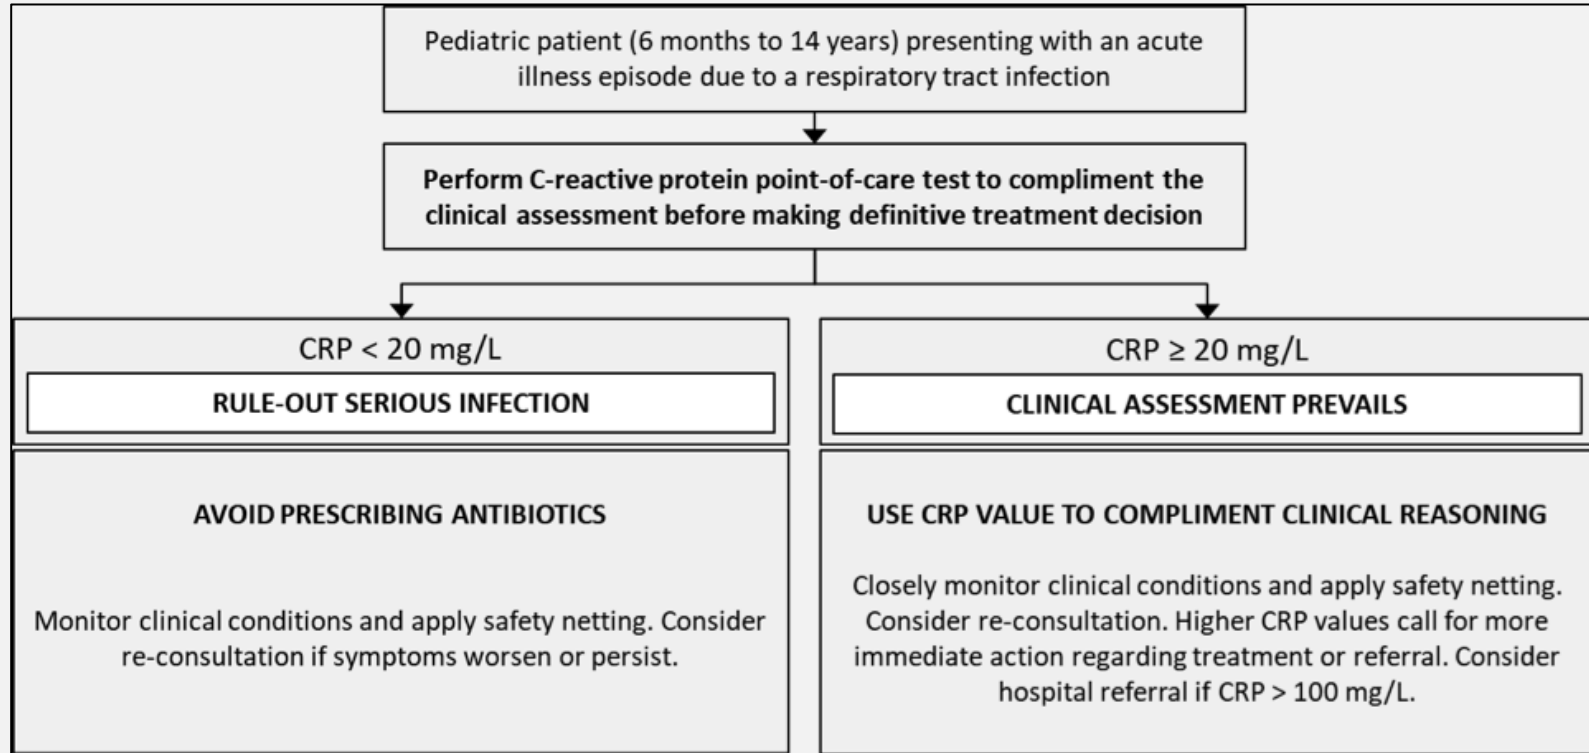 Pediatric patient (6 months to 14 years) presenting with an acute
illness episode due to a respiratory tract infection
Perform C-reactive protein point-of-care test to compliment the
clinical assessment before making definitive treatment decision
CRP < 20 mg/L
RULE-OUT SERIOUS INFECTION
AVOID PRESCRIBING ANTIBIOTICS
Monitor clinical conditions and apply safety netting. Consider
re-consultation if symptoms worsen or persist.
CRP ≥ 20 mg/L
CLINICAL ASSESSMENT PREVAILS
USE CRP VALUE TO COMPLIMENT CLINICAL REASONING
Closely monitor clinical conditions and apply safety netting.
Consider re-consultation. Higher CRP values call for more
immediate action regarding treatment or referral. Consider
hospital referral if CRP > 100 mg/L.